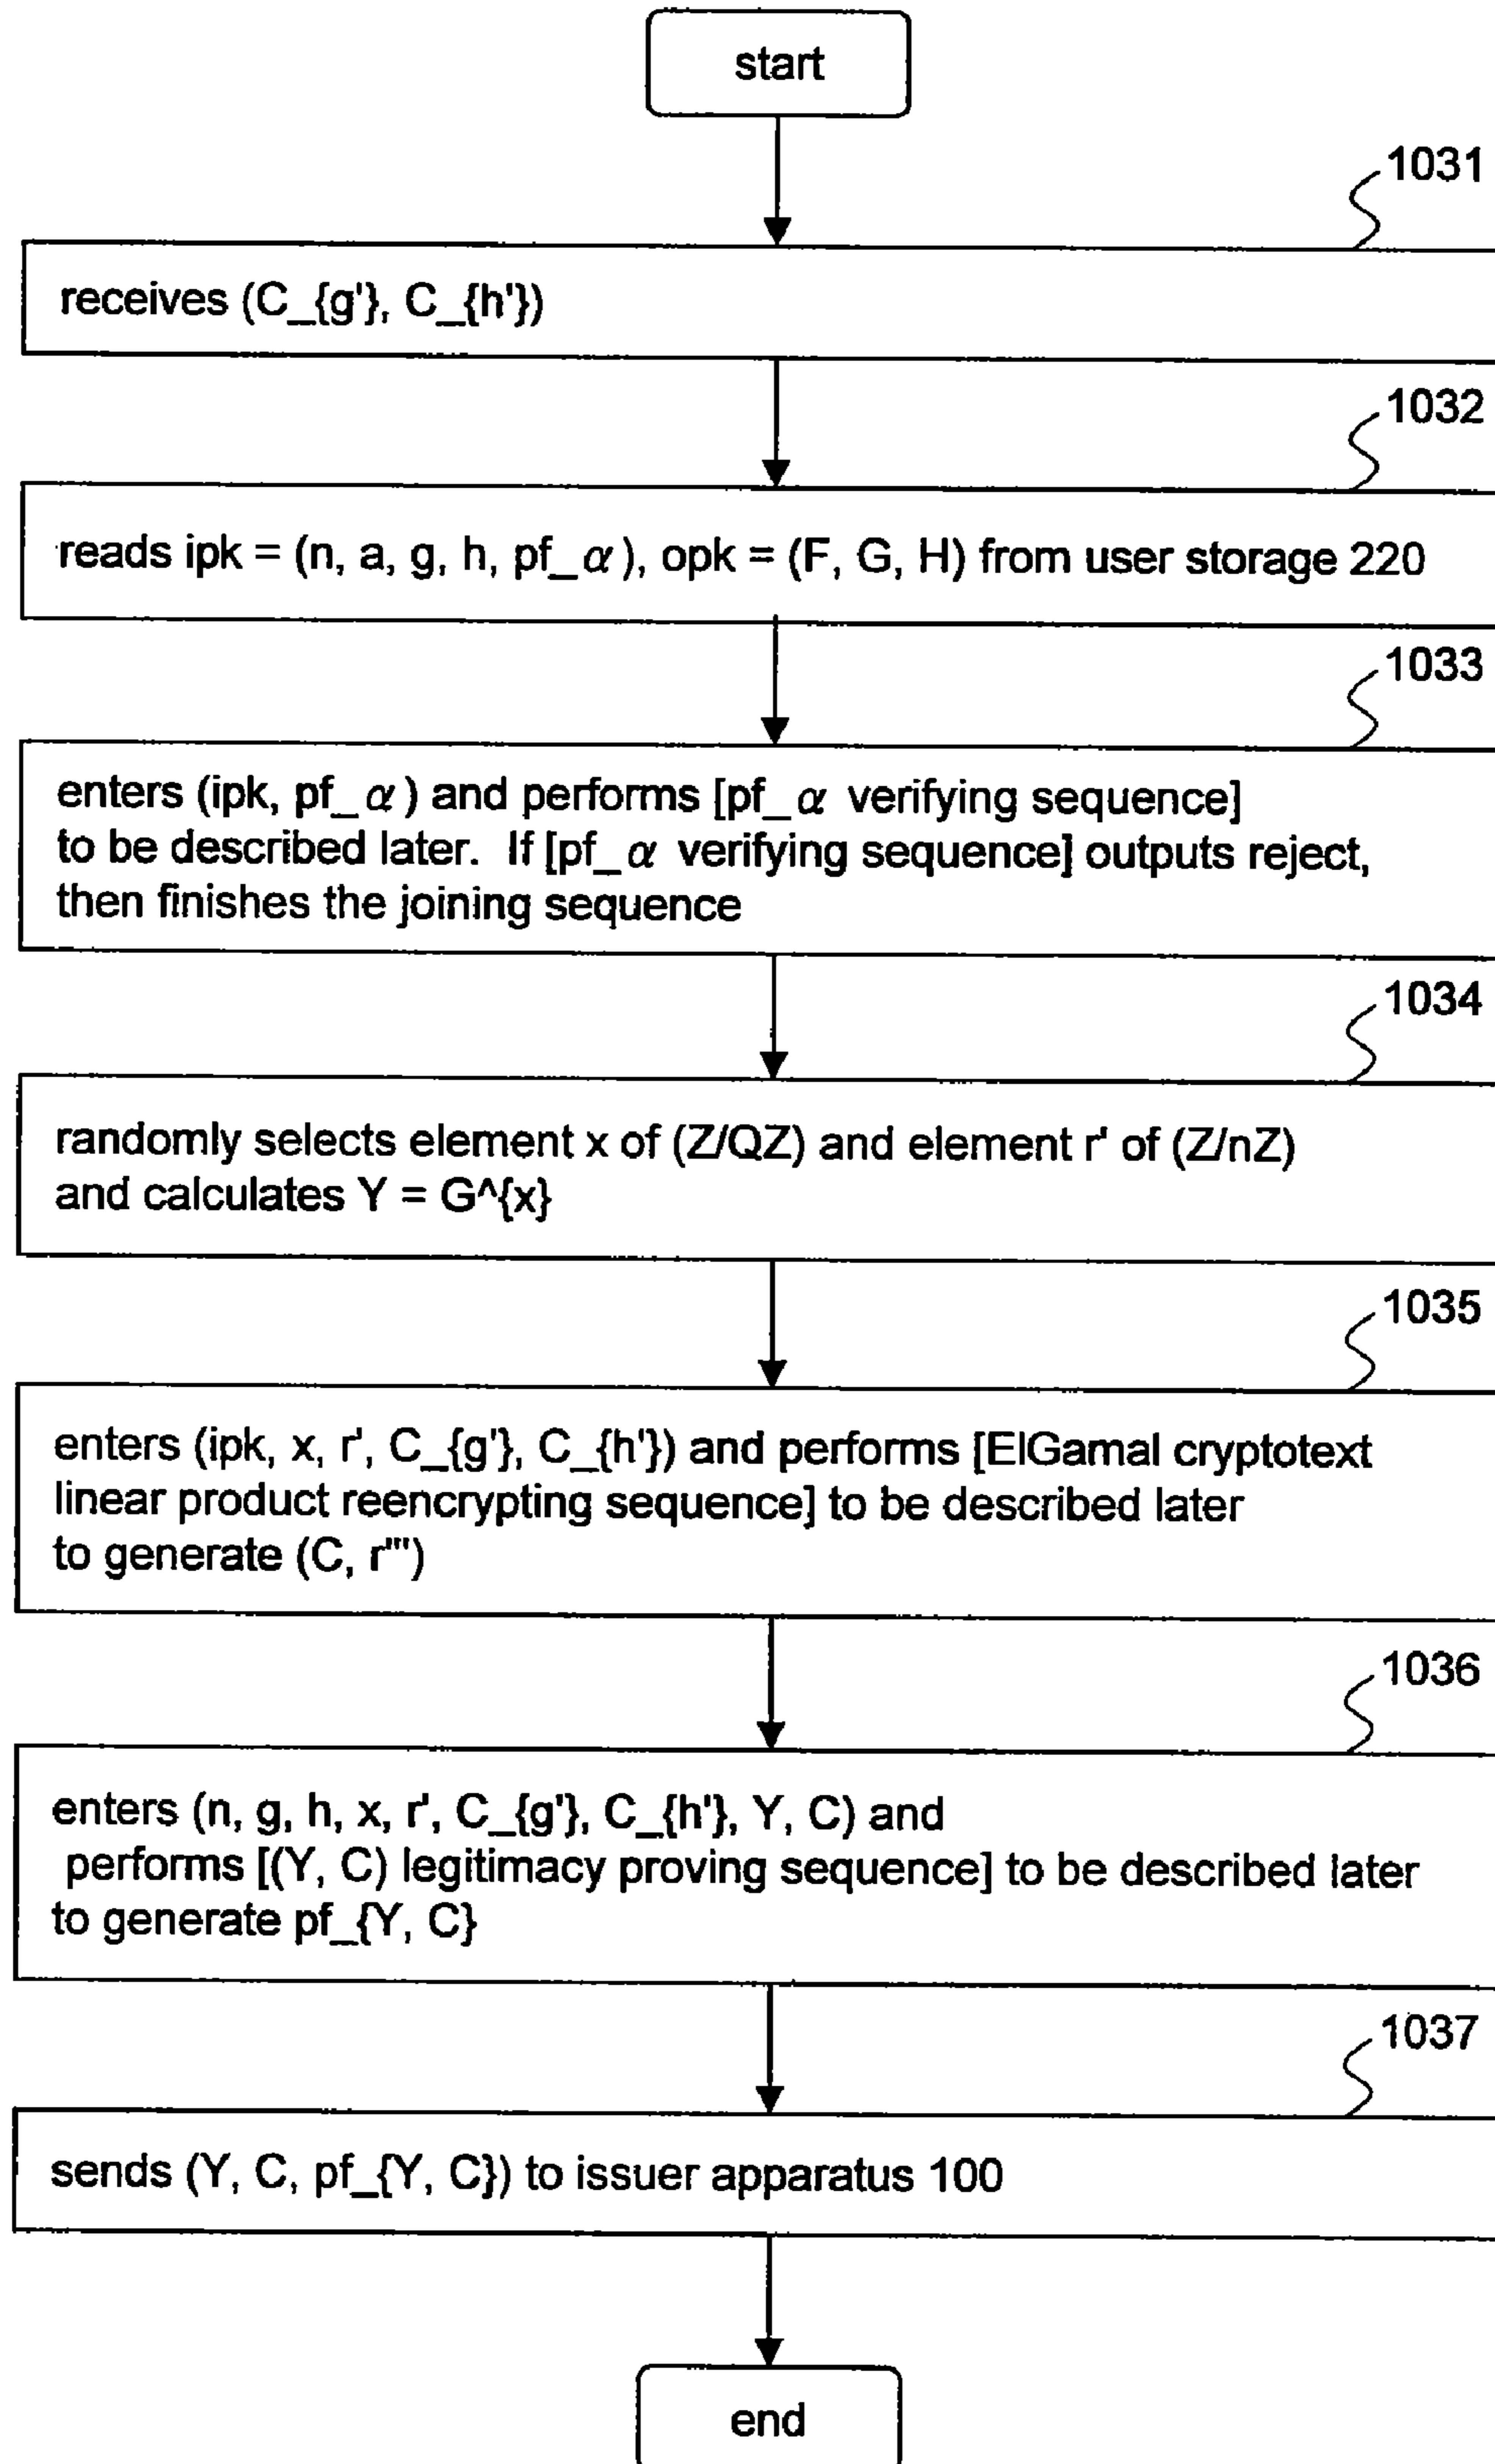 start
1031
receives (C_{g'}, C_{h'})
1032
reads ipk = (n, a, g, h, pf_α), opk = (F, G, H) from user storage 220
1033
enters (ipk, pf_α) and performs [pf_α verifying sequence]
to be described later. If [pf_α verifying sequence] outputs reject,
then finishes the joining sequence
1034
randomly selects element x of (Z/QZ) and element r' of (Z/nZ)
and calculates Y = G^{x}
1035
enters (ipk, x, r', C_{g'}, C_{h'}) and performs [ElGamal cryptotext
linear product reencrypting sequence] to be described later
to generate (C, r''')
1036
enters (n, g, h, x, r', C_{g'}, C_{h'}, Y, C) and
performs [(Y, C) legitimacy proving sequence] to be described later
to generate pf_{Y, C}
1037
sends (Y, C, pf_{Y, C}) to issuer apparatus 100
end